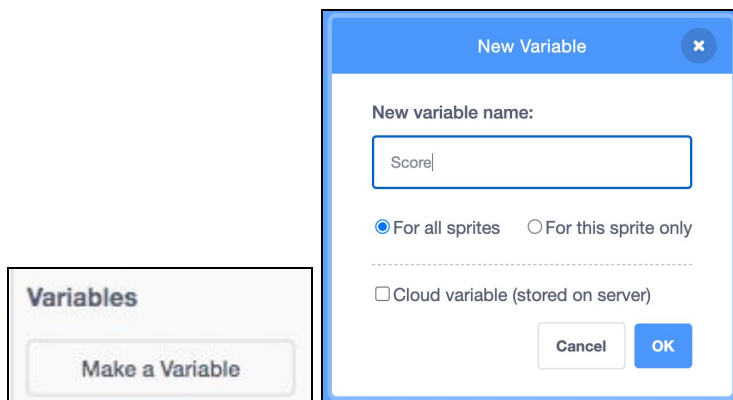 Variables
Make a Variable
New Variable
New variable name:
Score
For all sprites For this sprite only
Cloud variable (stored on server)
Cancel OK